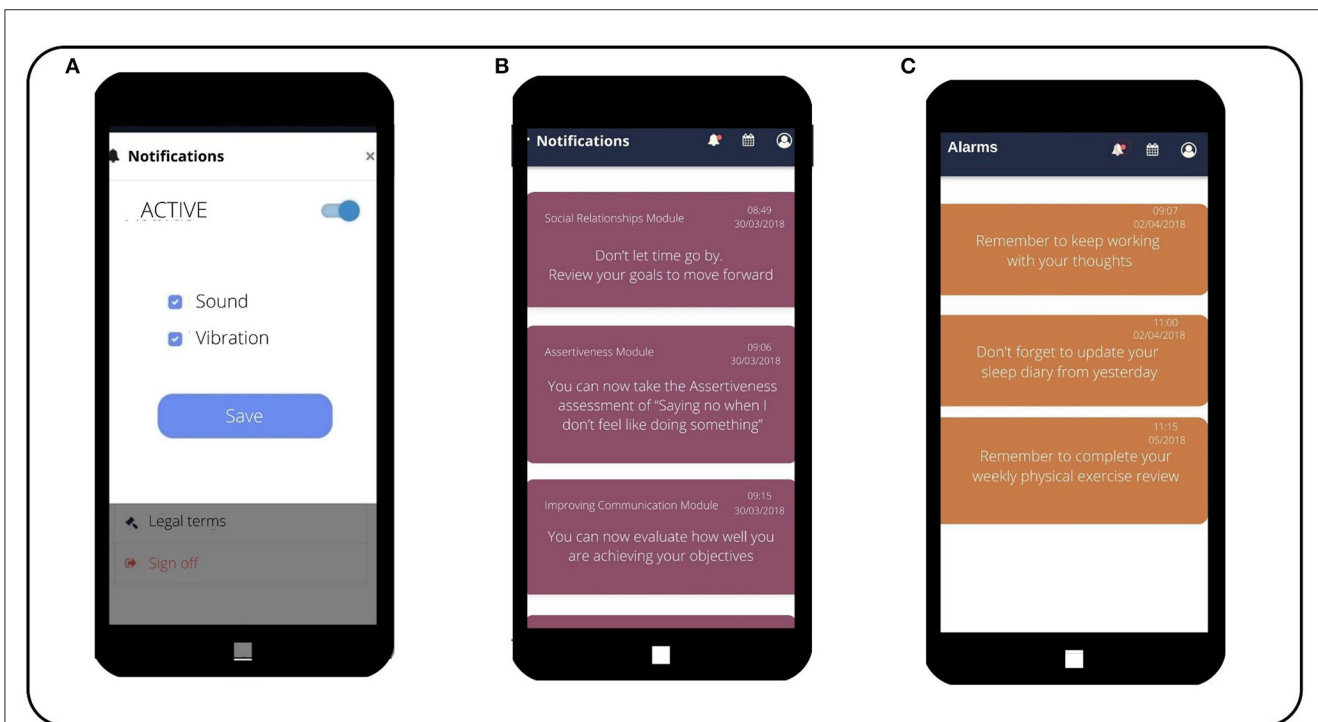 A
Notifications
×
ACTIVE
Sound
Vibration
Save
Legal terms
Sign off
B
Notifications
Social Relationships Module
08:49
30/03/2018
Don't let time go by.
Review your goals to move forward
Assertiveness Module
09:06
30/03/2018
You can now take the Assertiveness
assessment of “Saying no when I
don't feel like doing something”
Improving Communication Module
09:15
30/03/2018
You can now evaluate how well you
are achieving your objectives
C
Alarms
09:07
02/04/2018
Remember to keep working
with your thoughts
11:00
02/04/2018
Don't forget to update your
sleep diary from yesterday
11:15
05/2018
Remember to complete your
weekly physical exercise review